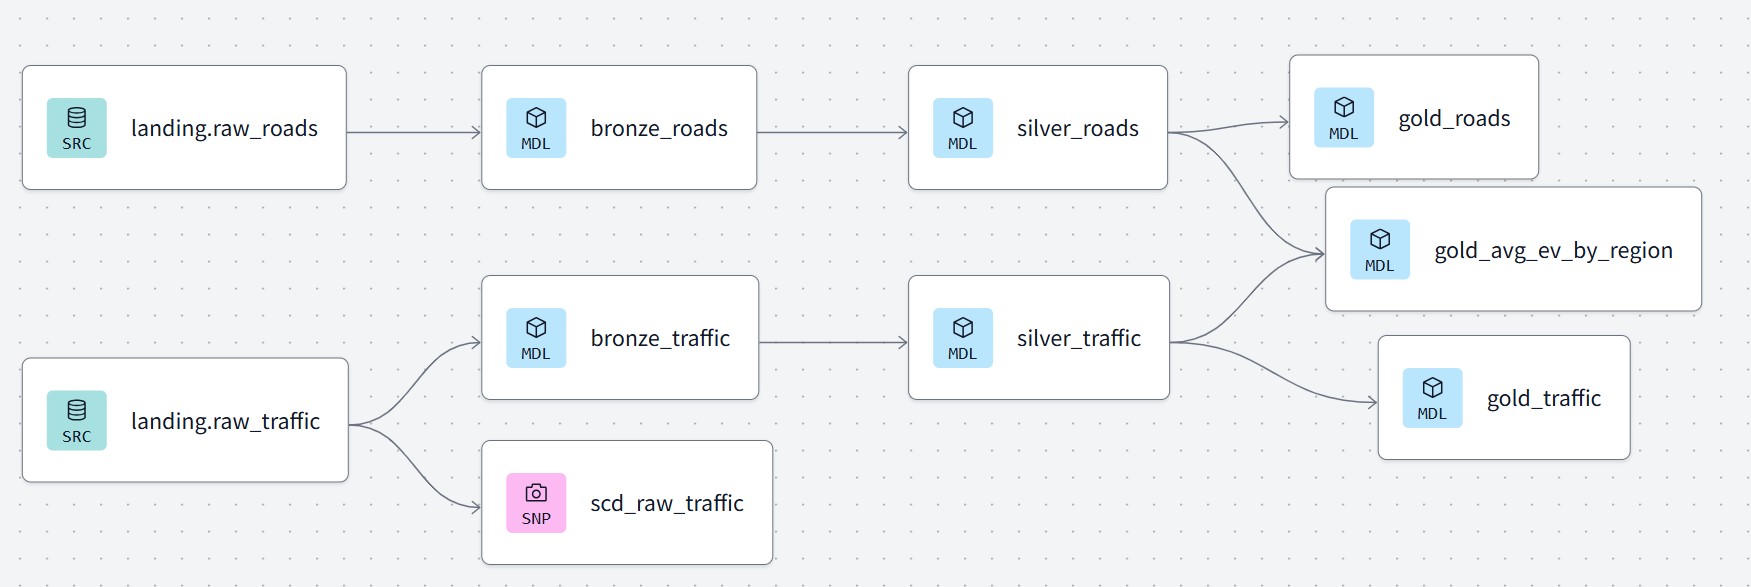 landing.raw_roads
SRC
bronze_roads
MDL
silver_roads
MDL
gold_roads
MDL
gold_avg_ev_by_region
MDL
bronze_traffic
MDL
silver_traffic
MDL
gold_traffic
MDL
landing.raw_traffic
SRC
scd_raw_traffic
SNP